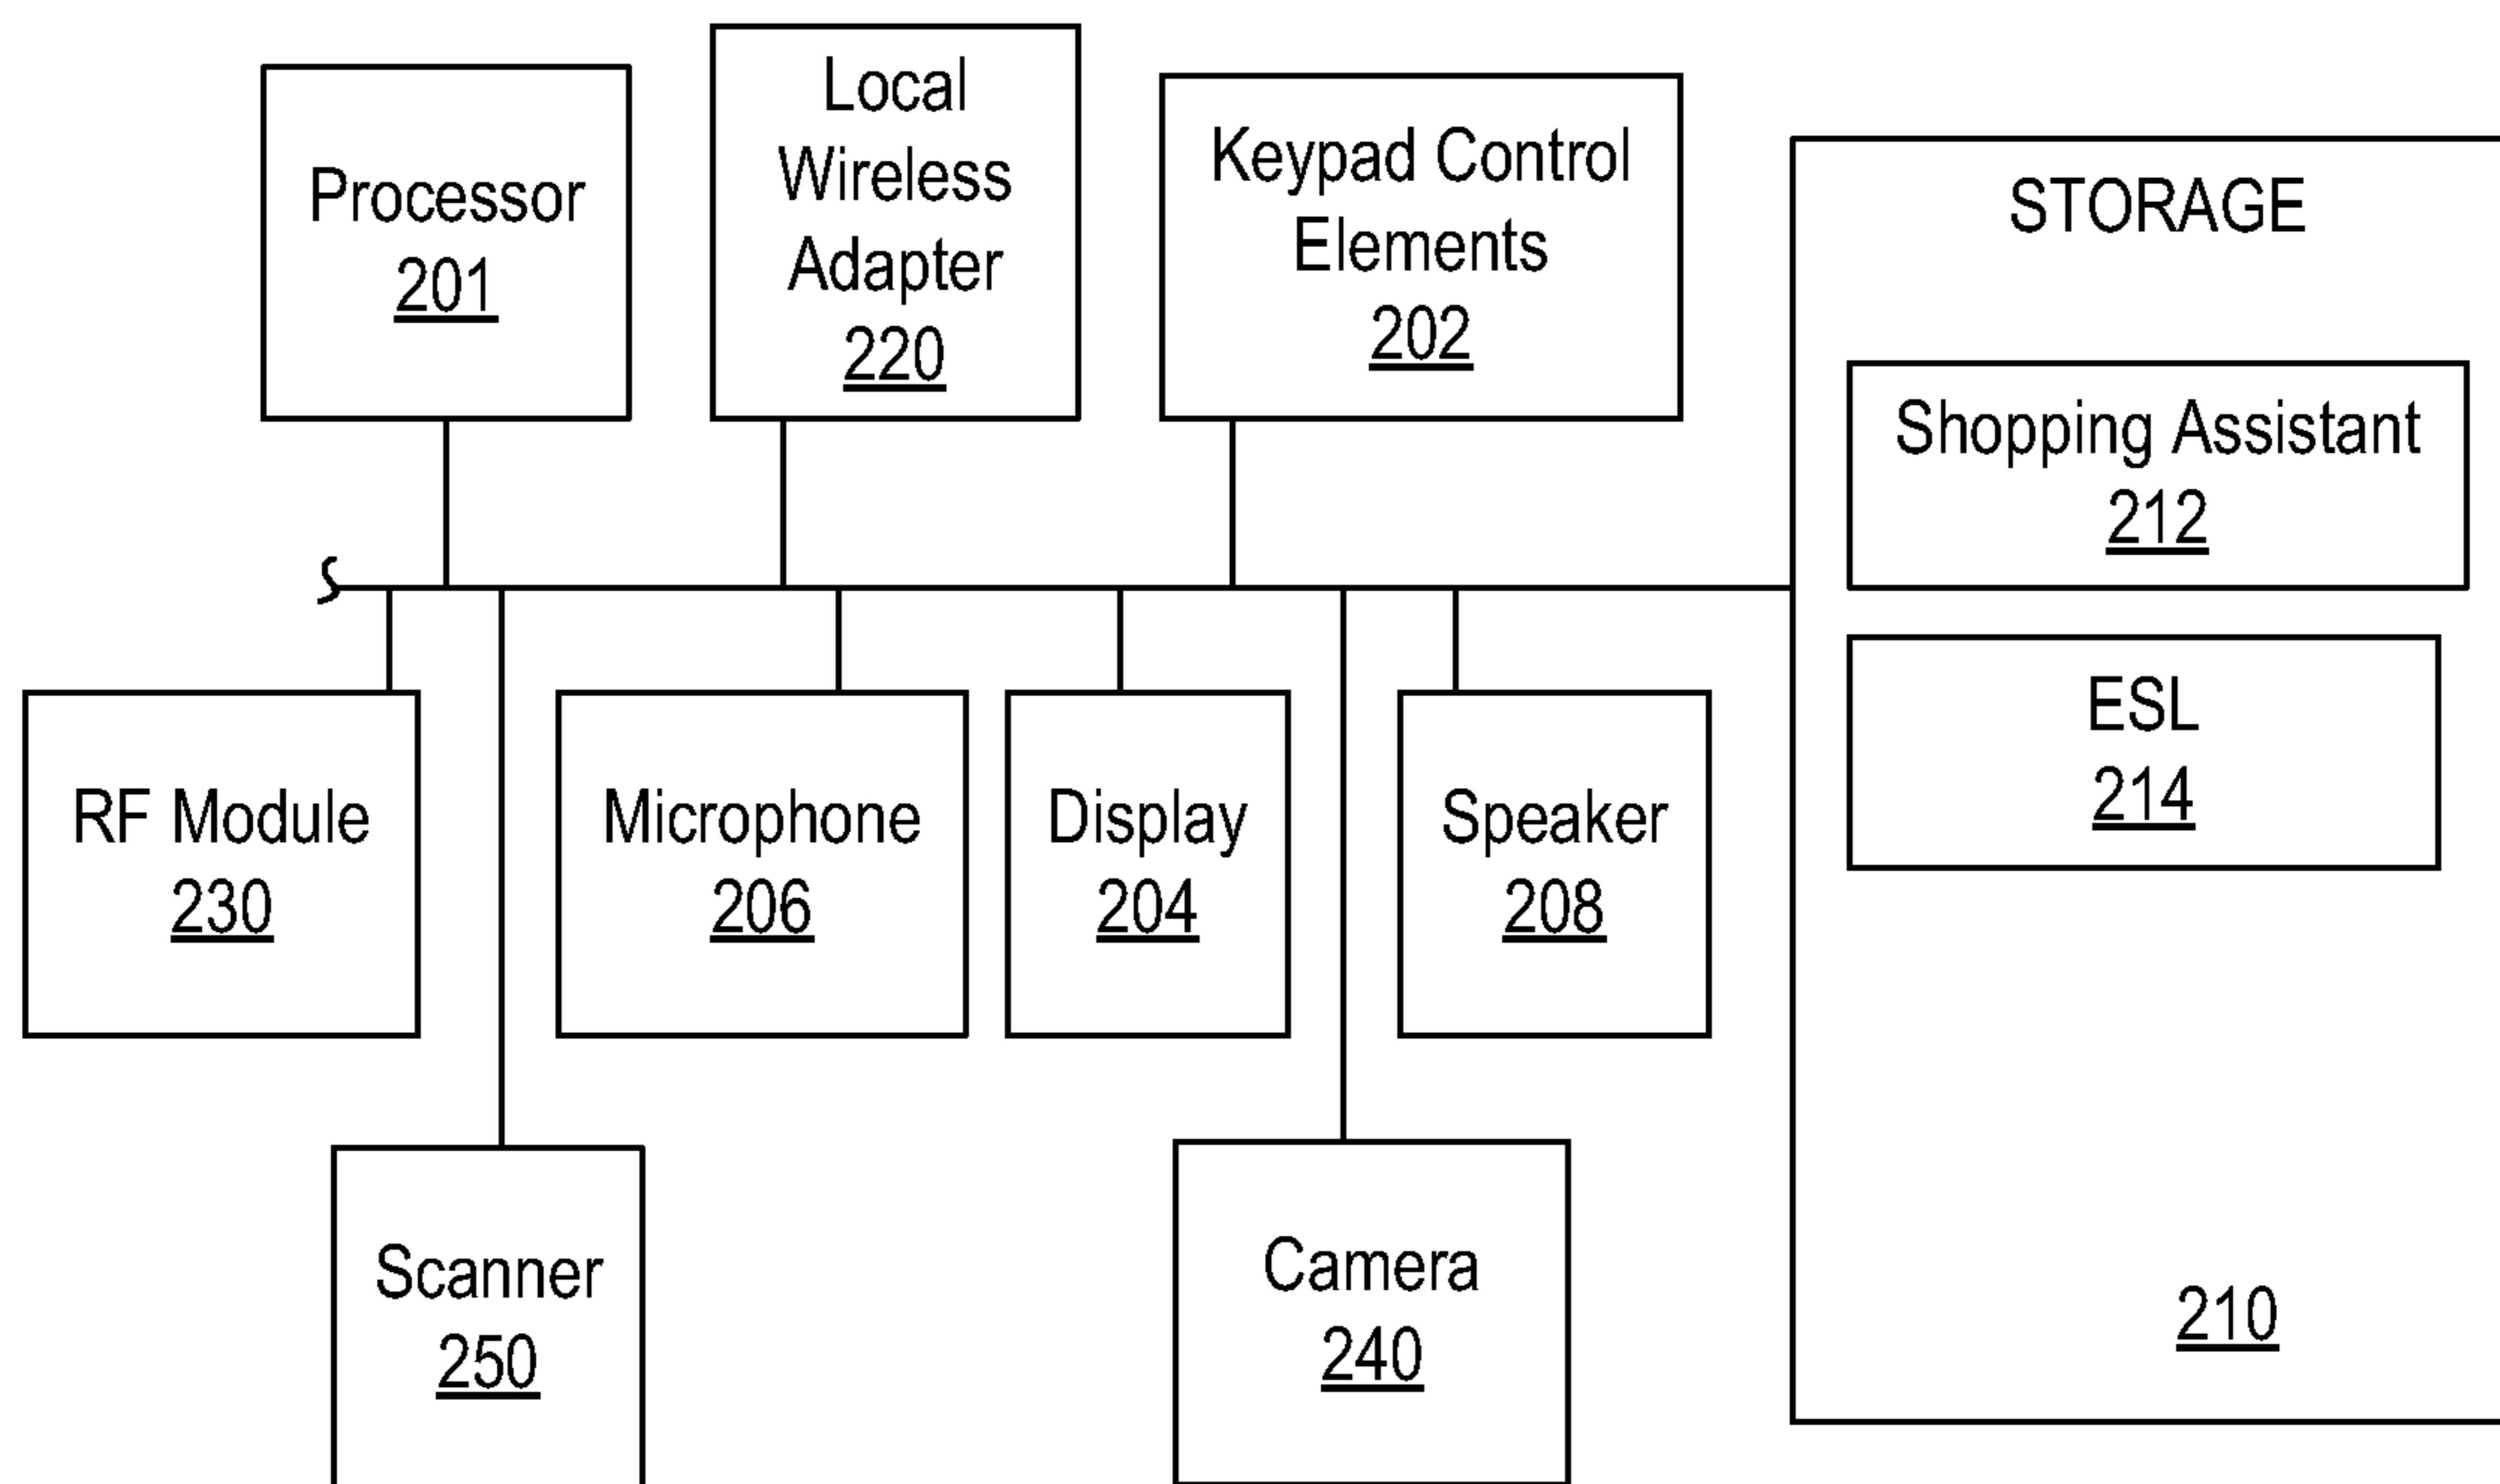 Processor
201
Local
Wireless
Adapter
220
Keypad Control
Elements
202
STORAGE
Shopping Assistant
212
ESL
214
210
RF Module
230
Microphone
206
Display
204
Speaker
208
Scanner
250
Camera
240